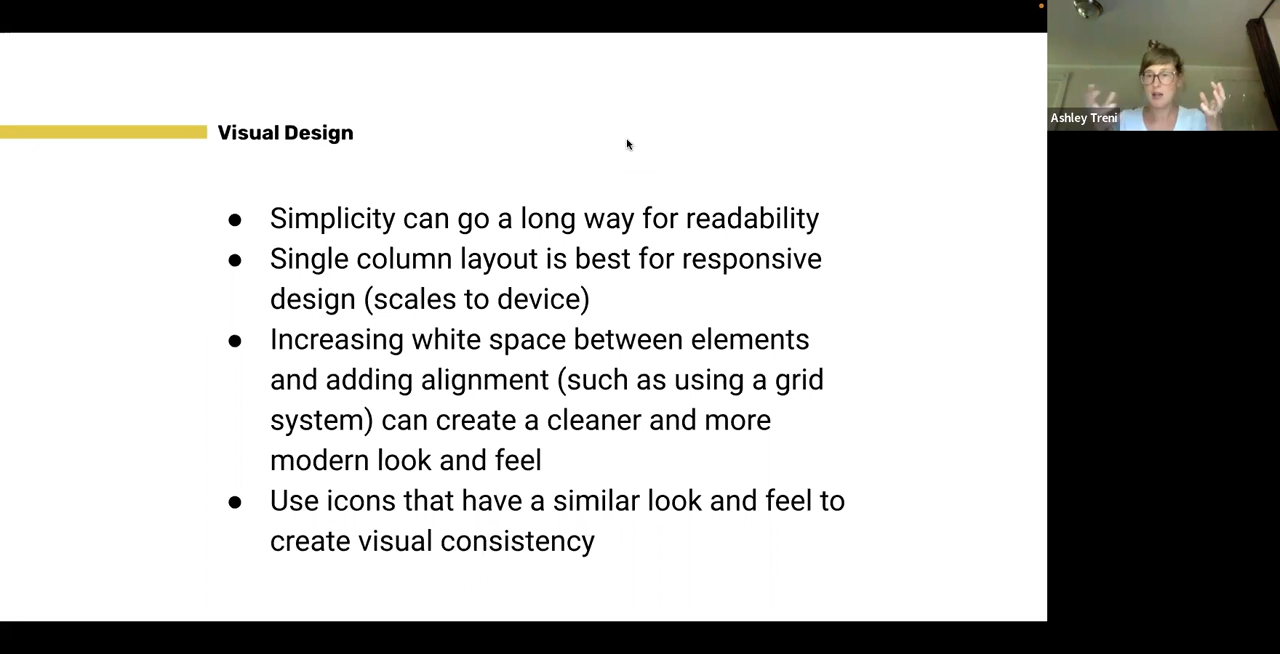 Visual Design
● Simplicity can go a long way for readability
● Single column layout is best for responsive
design (scales to device)
● Increasing white space between elements
and adding alignment (such as using a grid
system) can create a cleaner and more
modern look and feel
● Use icons that have a similar look and feel to
create visual consistency
Ashley Treni